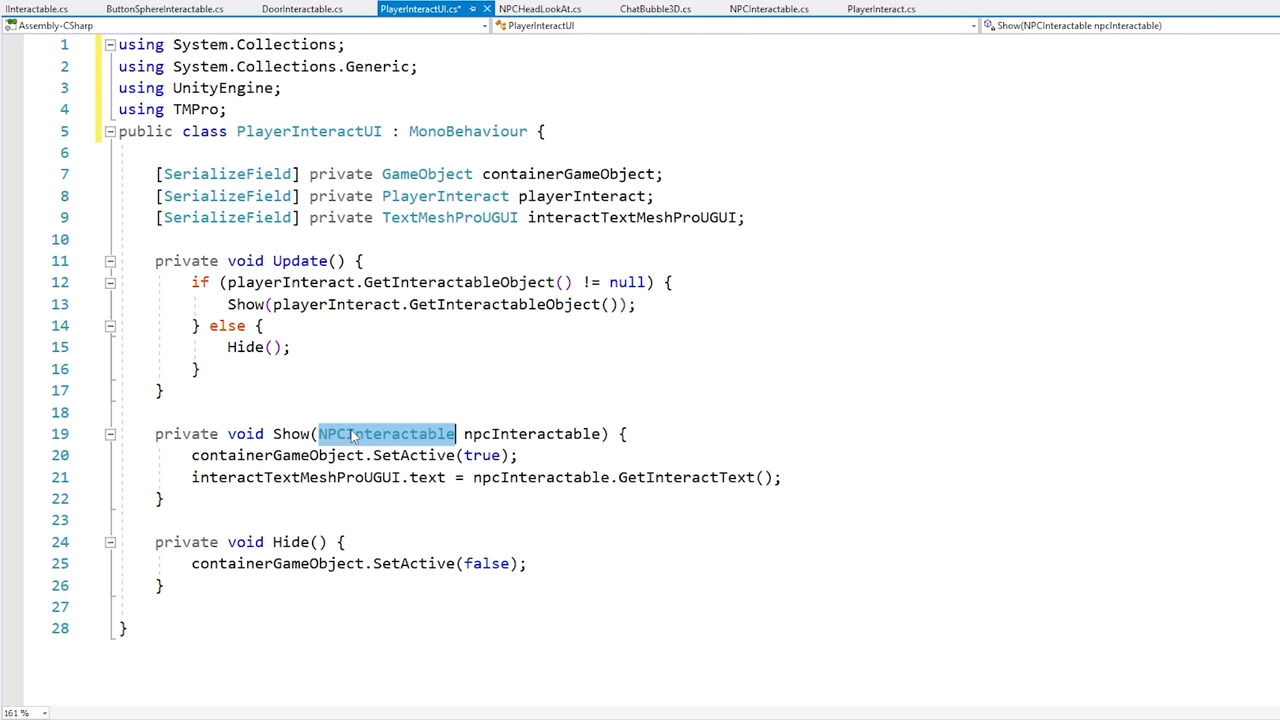 IInteractable.cs ButtonSphereInteractable.cs DoorInteractable.cs PlayerInteractUI.cs* NPCHeadLookAt.cs ChatBubble3D.cs NPCInteractable.cs PlayerInteract.cs
Assembly-CSharp PlayerInteractUI Show(NPCInteractable npcInteractable)
1 using System.Collections;
2 using System.Collections.Generic;
3 using UnityEngine;
4 using TMPro;
5 public class PlayerInteractUI : MonoBehaviour {
6
7 [SerializeField] private GameObject containerGameObject;
8 [SerializeField] private PlayerInteract playerInteract;
9 [SerializeField] private TextMeshProUGUI interactTextMeshProUGUI;
10
11 private void Update() {
12 if (playerInteract.GetInteractableObject() != null) {
13 Show(playerInteract.GetInteractableObject());
14 } else {
15 Hide();
16 }
17 }
18
19 private void Show(NPCInteractable npcInteractable) {
20 containerGameObject.SetActive(true);
21 interactTextMeshProUGUI.text = npcInteractable.GetInteractText();
22 }
23
24 private void Hide() {
25 containerGameObject.SetActive(false);
26 }
27
28 }
161 %